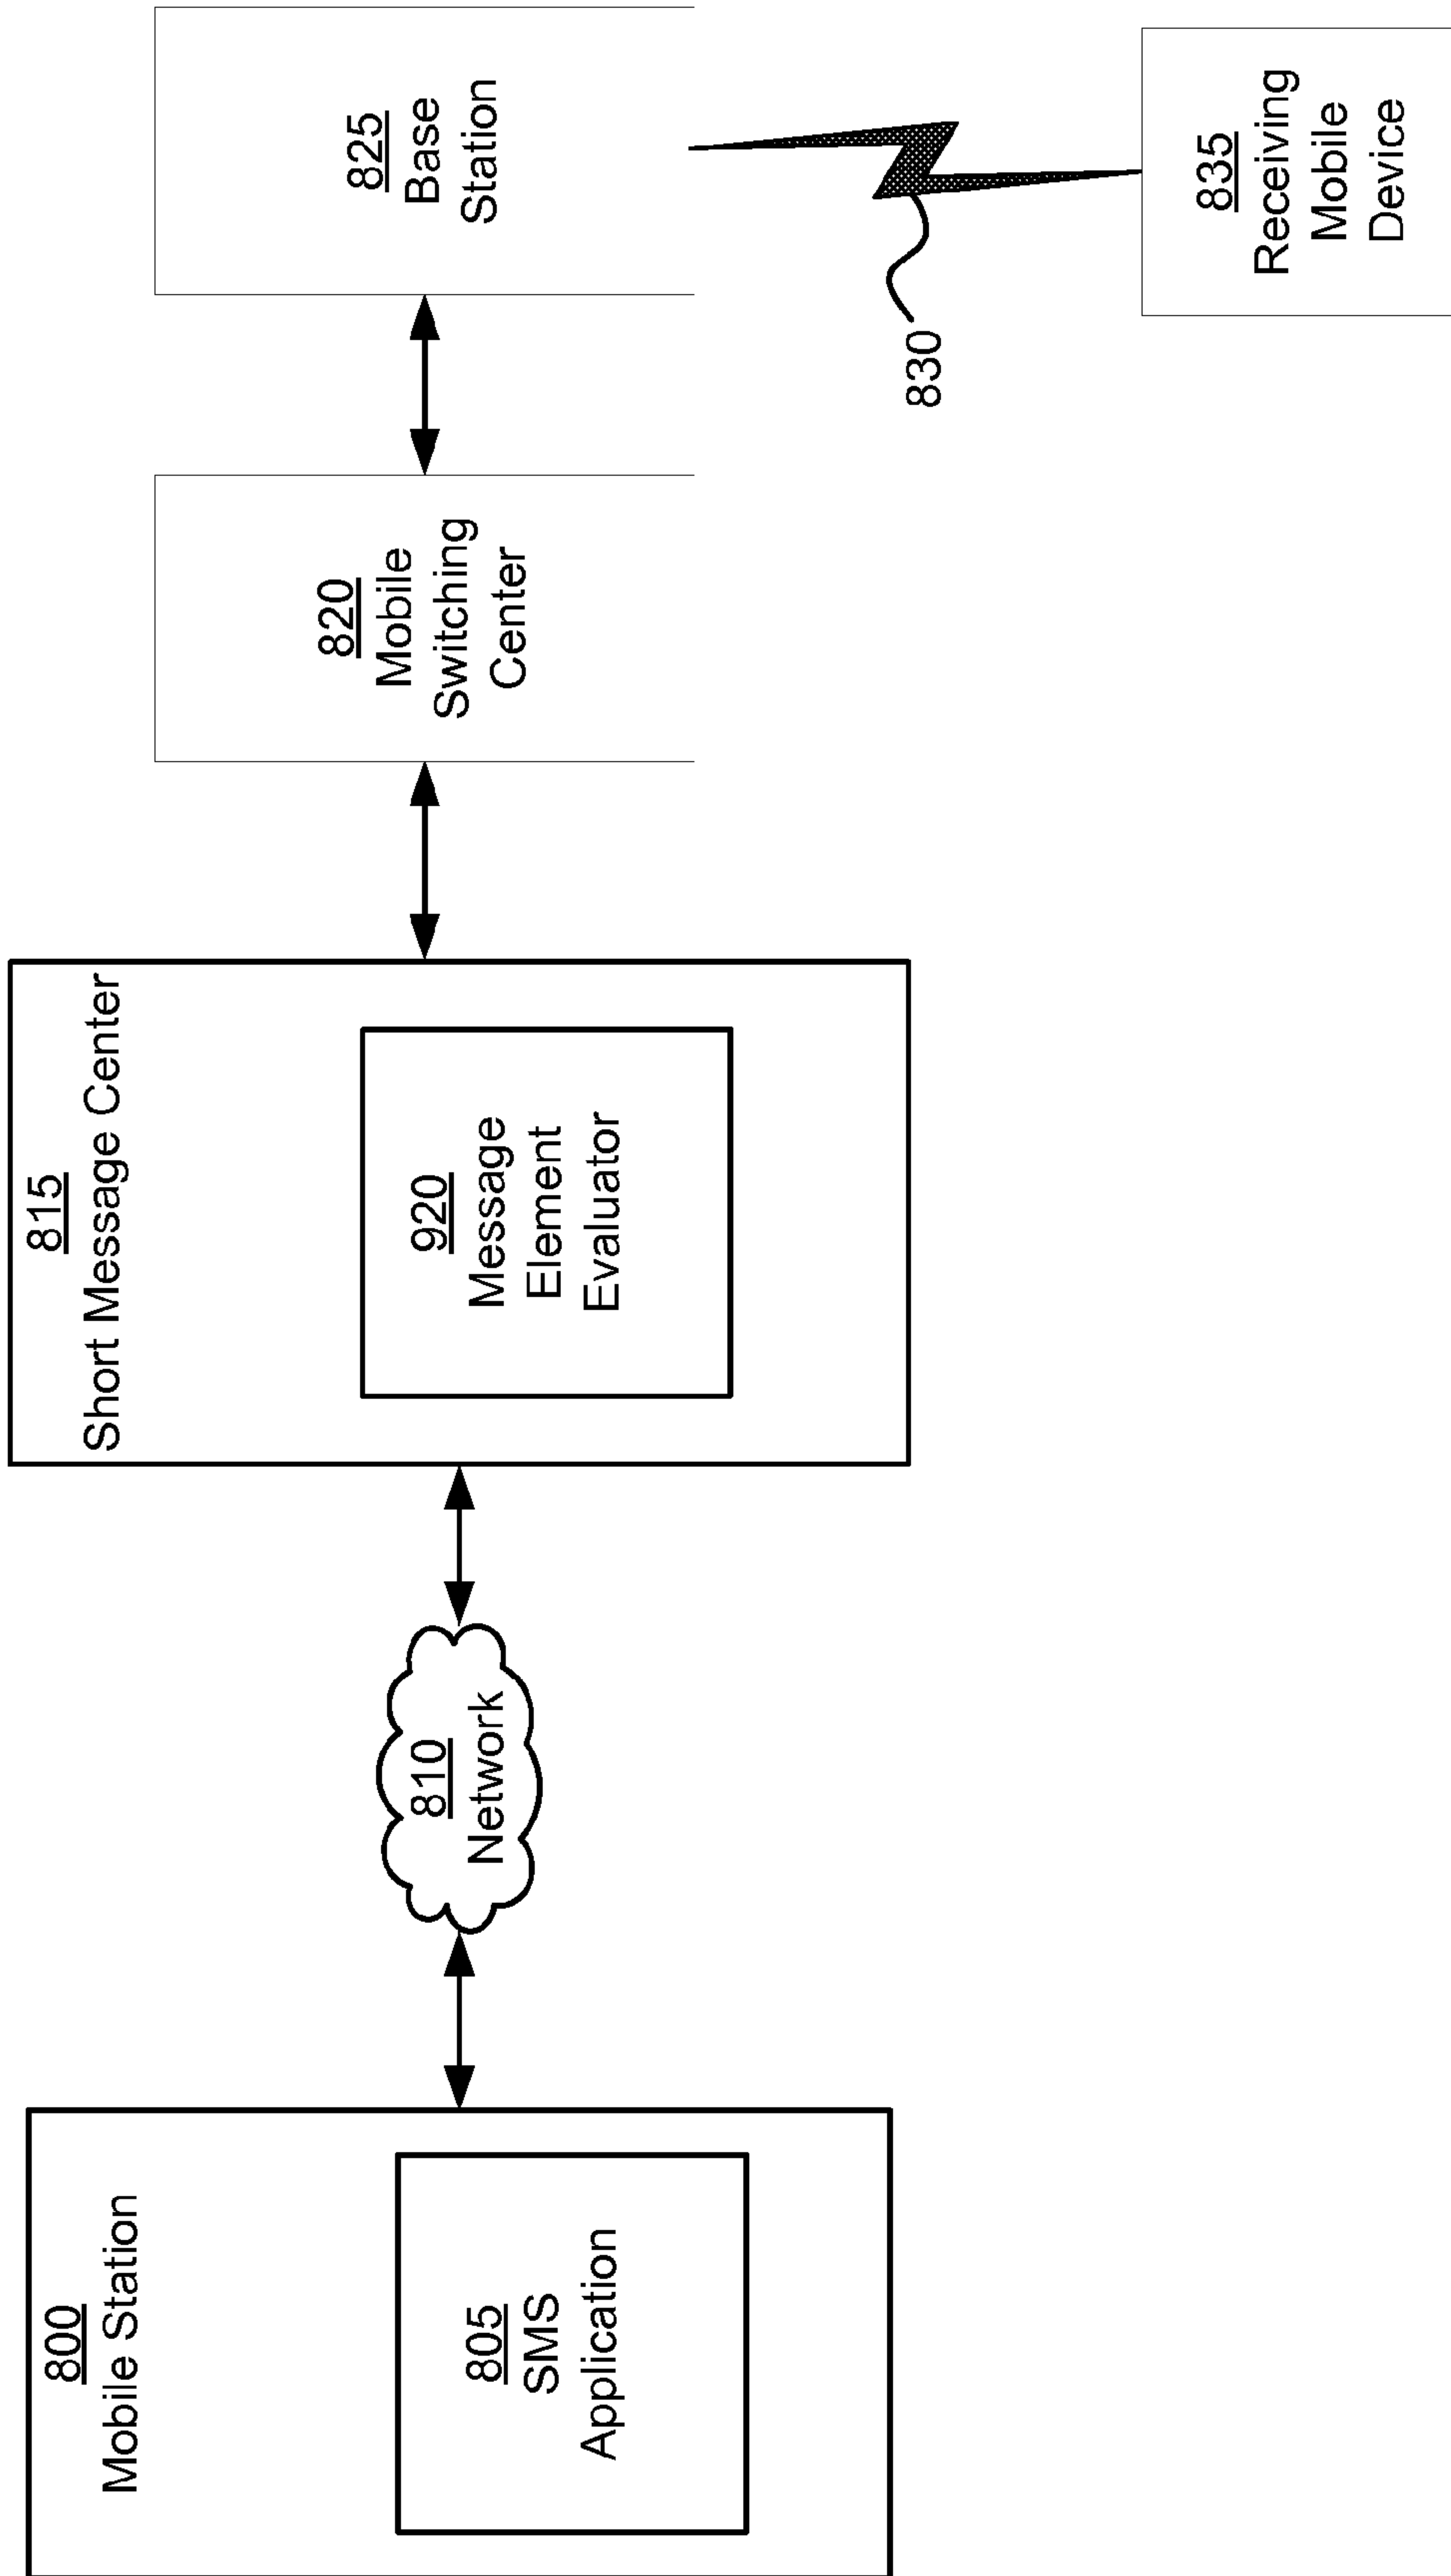 800
Mobile Station
805
SMS
Application
810
Network
815
Short Message Center
920
Message
Element
Evaluator
820
Mobile
Switching
Center
825
Base
Station
830
835
Receiving
Mobile
Device